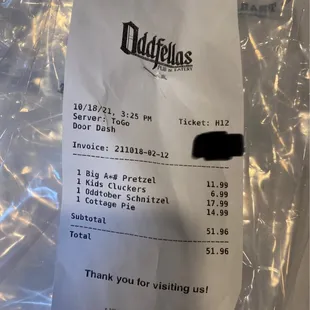 Oddfellas
PUB & EATERY
10/18/21, 3:25 PM
Server: ToGo Ticket: H12
Door Dash
Invoice: 211018-02-12
1 Big A*# Pretzel 11.99
1 Kids Cluckers 6.99
1 Oddtober Schnitzel 17.99
1 Cottage Pie 14.99
Subtotal 51.96
Total 51.96
Thank you for visiting us!